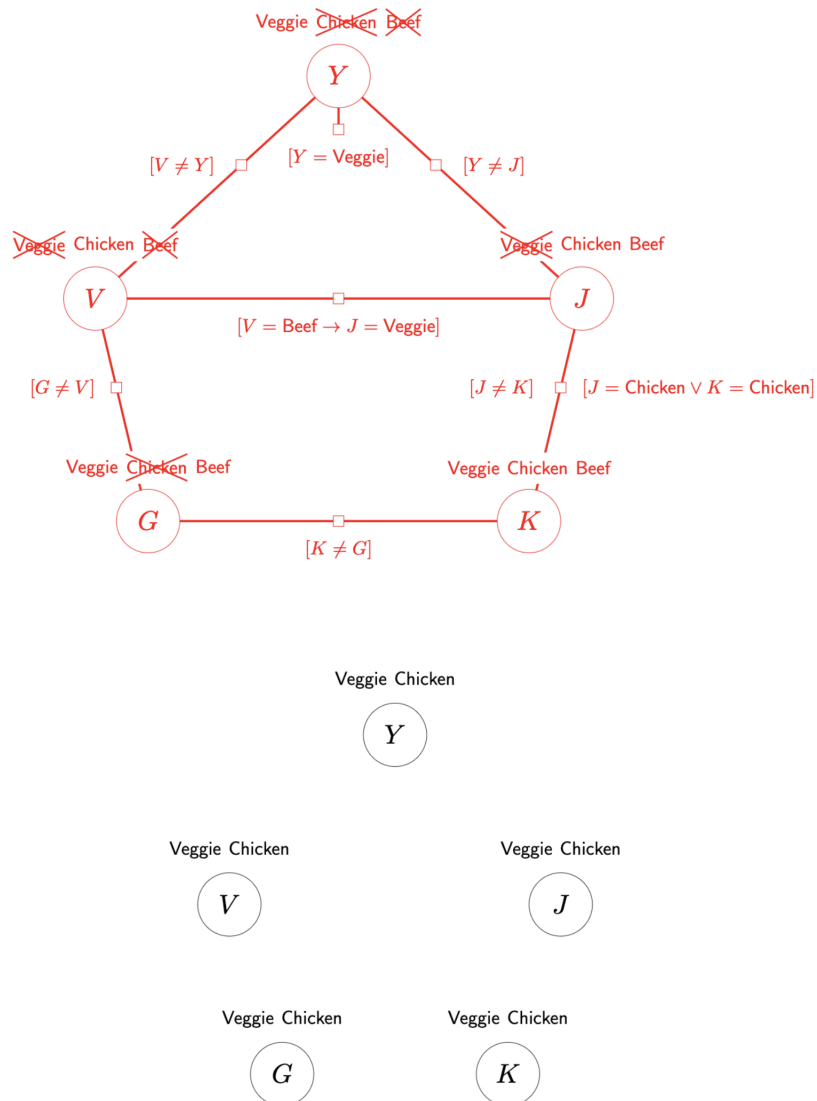 Veggie Chicken Beef
Y
[V ≠ Y]
[Y = Veggie]
[Y ≠ J]
Veggie Chicken Beef
Veggie Chicken Beef
V
J
[V = Beef → J = Veggie]
[G ≠ V]
[J ≠ K]
[J = Chicken ∨ K = Chicken]
Veggie Chicken Beef
Veggie Chicken Beef
G
K
[K ≠ G]
Veggie Chicken
Y
Veggie Chicken
Veggie Chicken
V
J
Veggie Chicken
Veggie Chicken
G
K